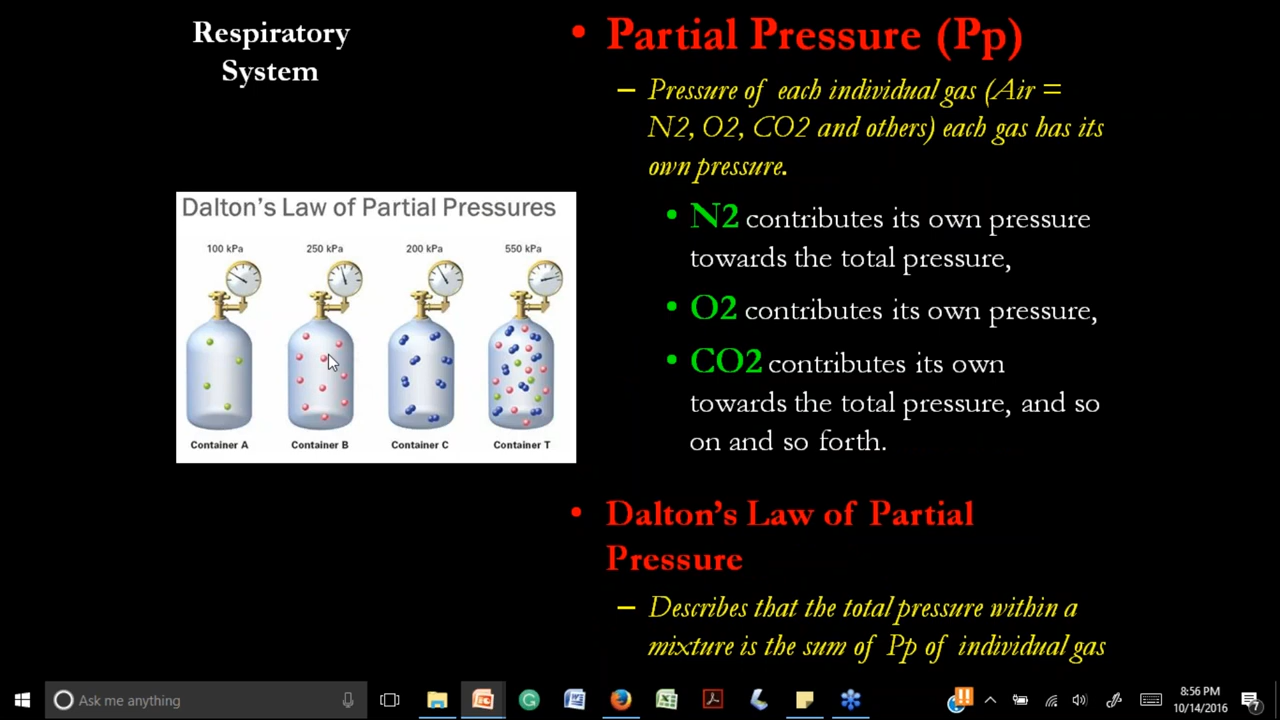 Respiratory
System
• Partial Pressure (Pp)
– Pressure of each individual gas (Air =
N2, O2, CO2 and others) each gas has its
own pressure.
• N2 contributes its own pressure
towards the total pressure,
• O2 contributes its own pressure,
• CO2 contributes its own
towards the total pressure, and so
on and so forth.
• Dalton's Law of Partial
Pressure
– Describes that the total pressure within a
mixture is the sum of Pp of individual gas
Dalton's Law of Partial Pressures
100 kPa 250 kPa 200 kPa 550 kPa
Container A Container B Container C Container T
Ask me anything
8:56 PM
10/14/2016
7